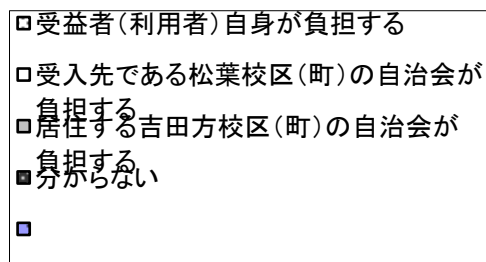 受益者(利用者)自身が負担する
受入先である松葉校区(町)の自治会が
負担する
居住する吉田方校区(町)の自治会が
負担する
分からない